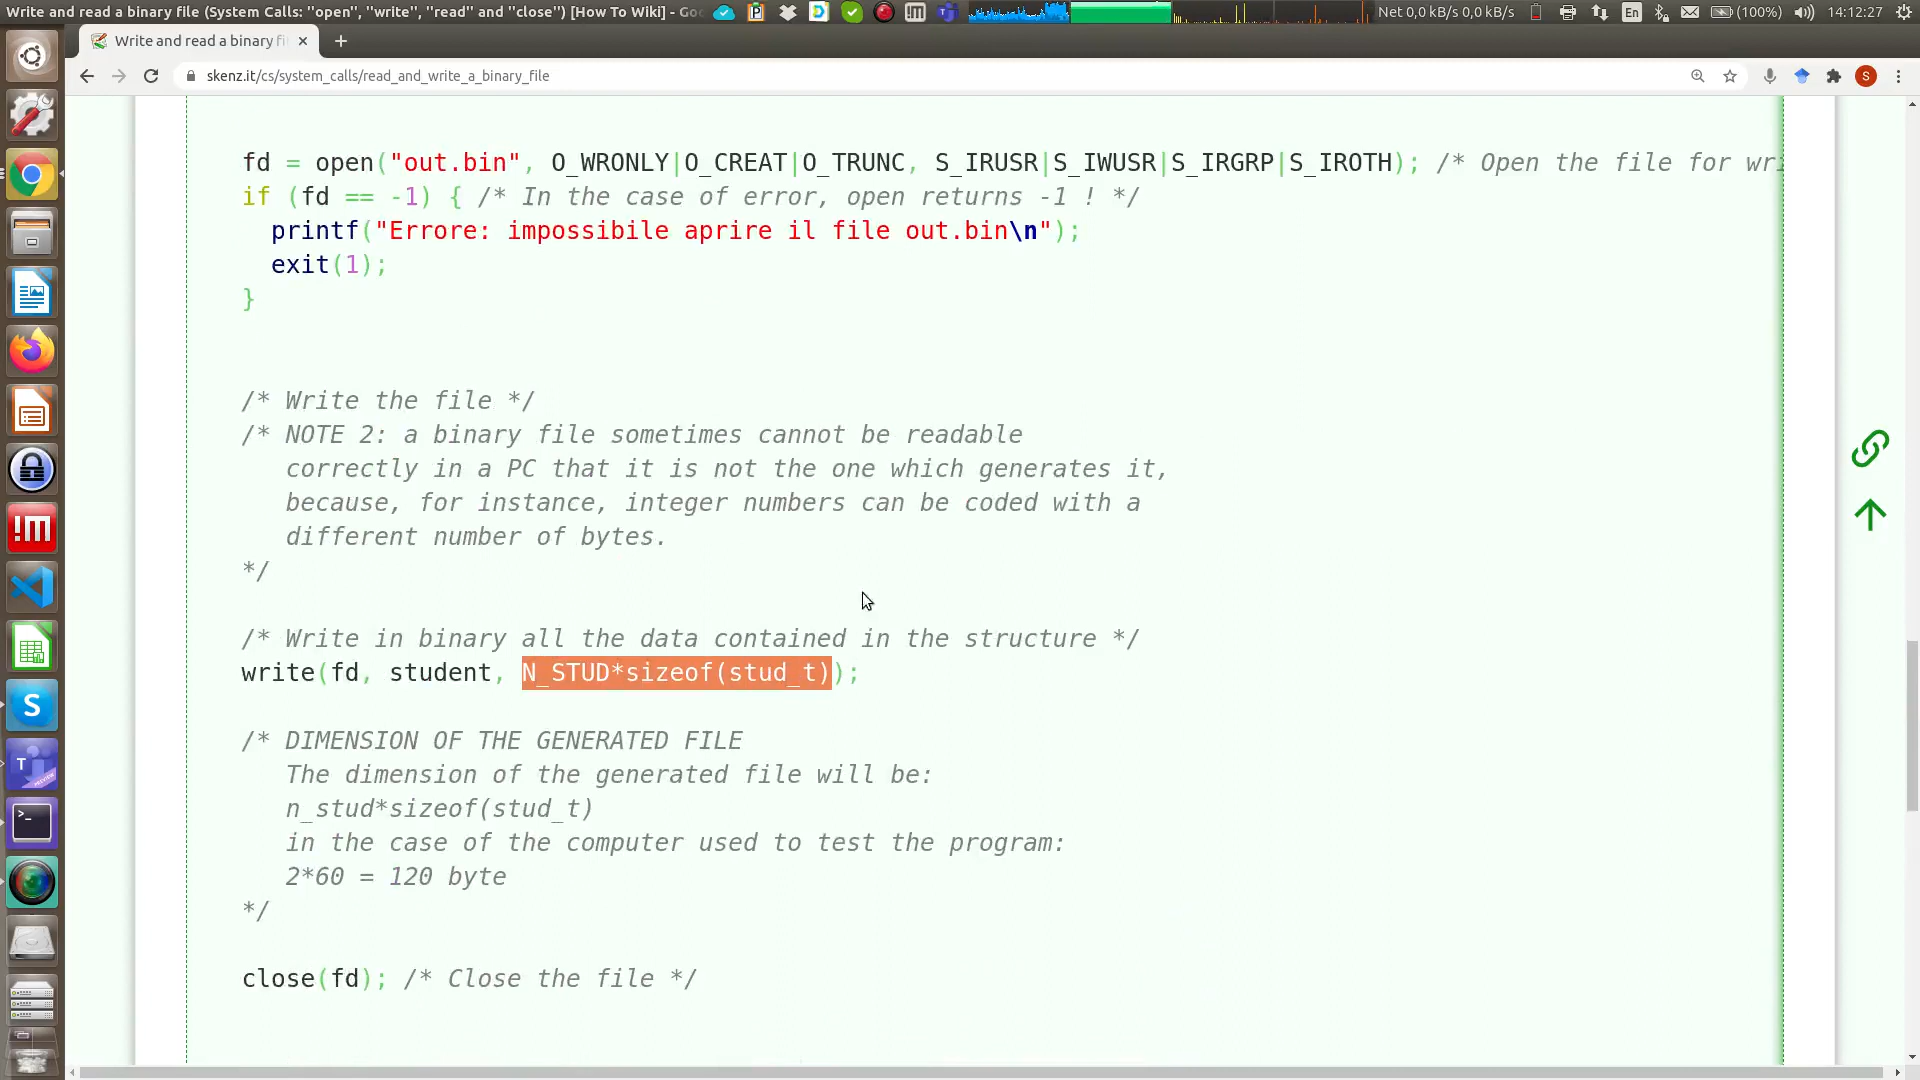 Write and read a binary file (System Calls: "open", "write", "read" and "close") [How To Wiki] - Goo
Net 0,0 kB/s 0,0 kB/s
En
(100%)
14:12:27
Write and read a binary fi
skenz.it/cs/system_calls/read_and_write_a_binary_file
S
fd = open("out.bin", O_WRONLY|O_CREAT|O_TRUNC, S_IRUSR|S_IWUSR|S_IRGRP|S_IROTH); /* Open the file for wri
if (fd == -1) { /* In the case of error, open returns -1 ! */
printf("Errore: impossibile aprire il file out.bin\n");
exit(1);
}
/* Write the file */
/* NOTE 2: a binary file sometimes cannot be readable
correctly in a PC that it is not the one which generates it,
because, for instance, integer numbers can be coded with a
different number of bytes.
*/
/* Write in binary all the data contained in the structure */
write(fd, student, N_STUD*sizeof(stud_t));
/* DIMENSION OF THE GENERATED FILE
The dimension of the generated file will be:
n_stud*sizeof(stud_t)
in the case of the computer used to test the program:
2*60 = 120 byte
*/
close(fd); /* Close the file */